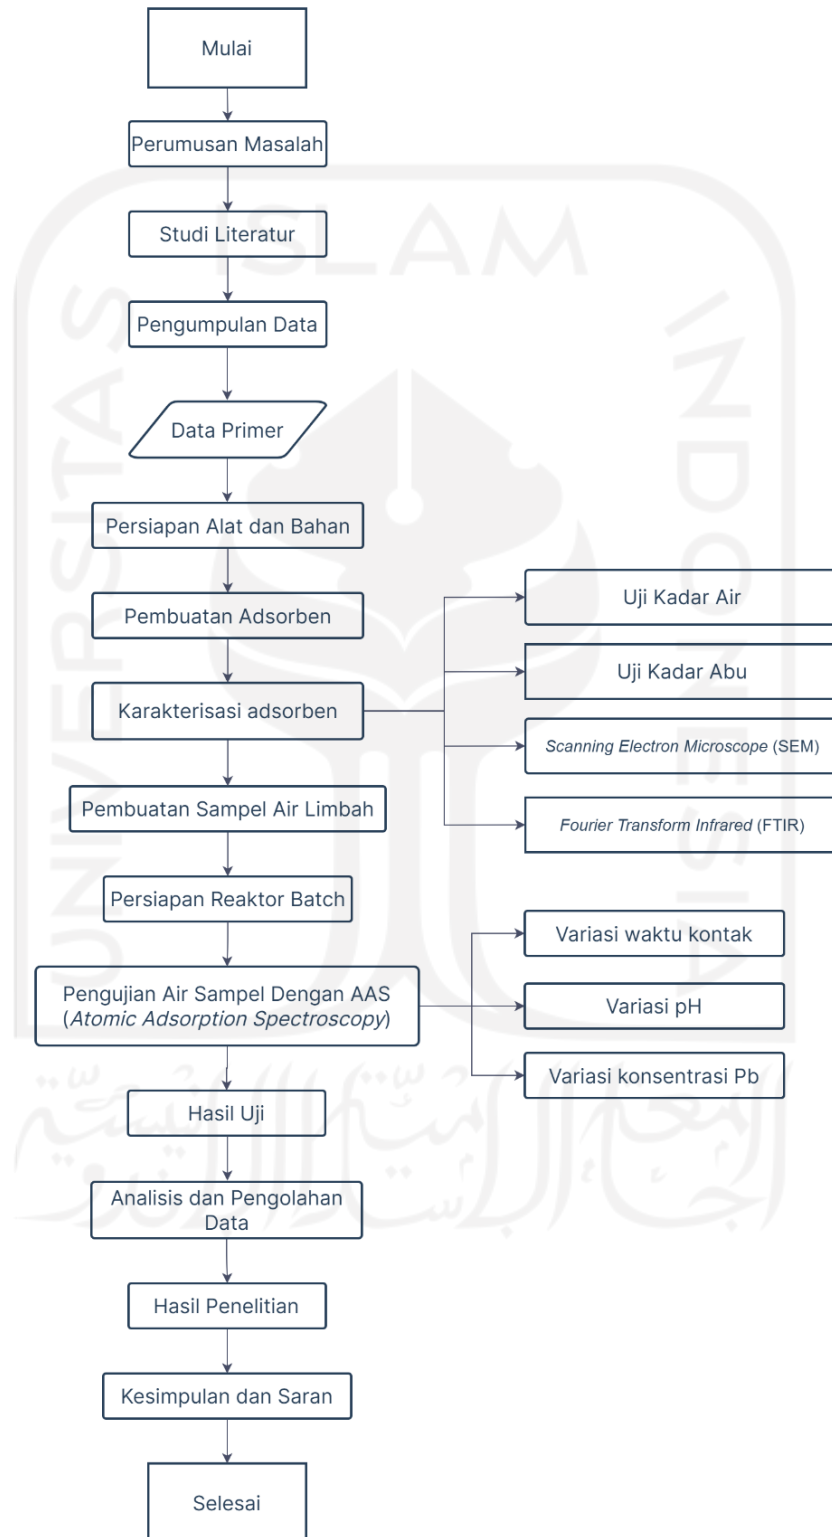 Mulai
Perumusan Masalah
Studi Literatur
Pengumpulan Data
Data Primer
Persiapan Alat dan Bahan
Pembuatan Adsorben
Karakterisasi adsorben
Uji Kadar Air
Uji Kadar Abu
Scanning Electron Microscope (SEM)
Fourier Transform Infrared (FTIR)
Pembuatan Sampel Air Limbah
Persiapan Reaktor Batch
Pengujian Air Sampel Dengan AAS
(Atomic Adsorption Spectroscopy)
Variasi waktu kontak
Variasi pH
Variasi konsentrasi Pb
Hasil Uji
Analisis dan Pengolahan
Data
Hasil Penelitian
Kesimpulan dan Saran
Selesai
UNIVERSITAS
ISLAM
INDONESIA